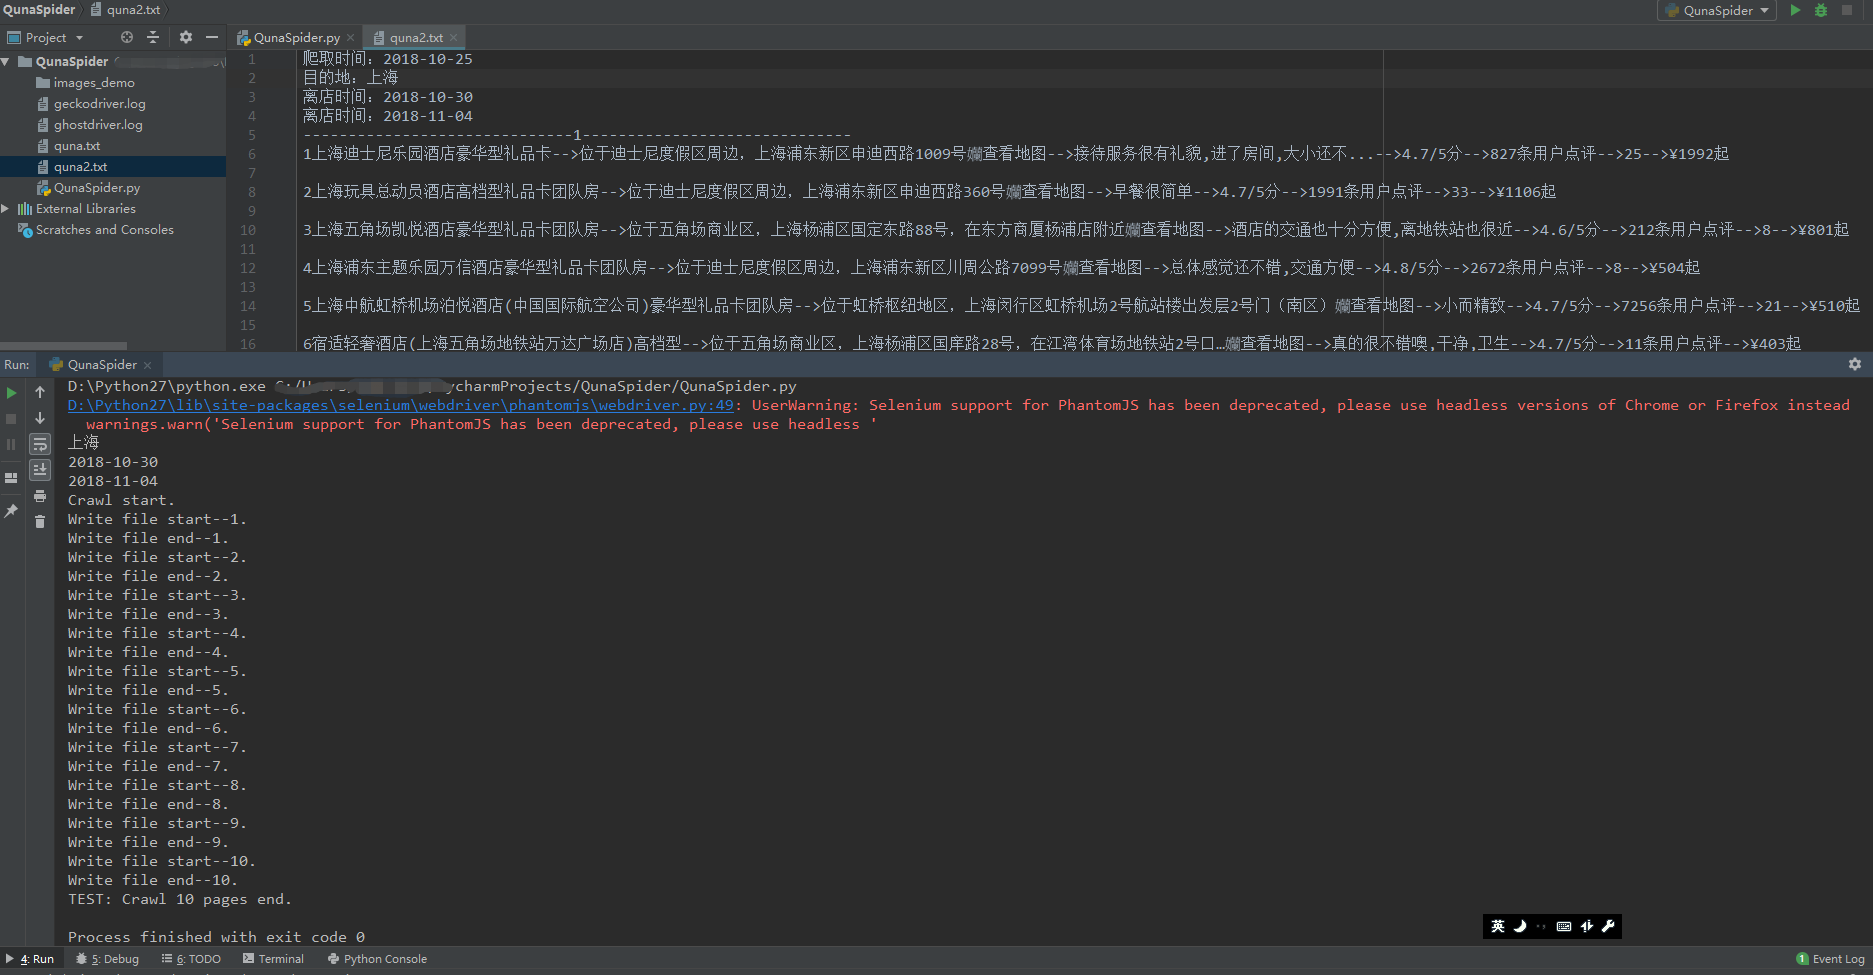 QunaSpider quna2.txt QunaSpider
Project QunaSpider.py quna2.txt
QunaSpider
images_demo
geckodriver.log
ghostdriver.log
quna.txt
quna2.txt
QunaSpider.py
External Libraries
Scratches and Consoles
1 爬取时间：2018-10-25
2 目的地：上海
3 离店时间：2018-10-30
4 离店时间：2018-11-04
5 ------------------------------1------------------------------
6 1上海迪士尼乐园酒店豪华型礼品卡-->位于迪士尼度假区周边，上海浦东新区申迪西路1009号查看地图-->接待服务很有礼貌,进了房间,大小还不...-->4.7/5分-->827条用户点评-->25-->¥1992起
7
8 2上海玩具总动员酒店高档型礼品卡团队房-->位于迪士尼度假区周边，上海浦东新区申迪西路360号查看地图-->早餐很简单-->4.7/5分-->1991条用户点评-->33-->¥1106起
9
10 3上海五角场凯悦酒店豪华型礼品卡团队房-->位于五角场商业区，上海杨浦区国定东路88号，在东方商厦杨浦店附近查看地图-->酒店的交通也十分方便,离地铁站也很近-->4.6/5分-->212条用户点评-->8-->¥801起
11
12 4上海浦东主题乐园万信酒店豪华型礼品卡团队房-->位于迪士尼度假区周边，上海浦东新区川周公路7099号查看地图-->总体感觉还不错,交通方便-->4.8/5分-->2672条用户点评-->8-->¥504起
13
14 5上海中航虹桥机场泊悦酒店(中国国际航空公司)豪华型礼品卡团队房-->位于虹桥枢纽地区，上海闵行区虹桥机场2号航站楼出发层2号门（南区）查看地图-->小而精致-->4.7/5分-->7256条用户点评-->21-->¥510起
15
16 6宿适轻奢酒店(上海五角场地铁站万达广场店)高档型-->位于五角场商业区，上海杨浦区国庠路28号，在江湾体育场地铁站2号口…查看地图-->真的很不错噢,干净,卫生-->4.7/5分-->11条用户点评-->¥403起
Run: QunaSpider
D:\Python27\python.exe C:/ycharmProjects/QunaSpider/QunaSpider.py
D:\Python27\lib\site-packages\selenium\webdriver\phantomjs\webdriver.py:49: UserWarning: Selenium support for PhantomJS has been deprecated, please use headless versions of Chrome or Firefox instead
warnings.warn('Selenium support for PhantomJS has been deprecated, please use headless '
上海
2018-10-30
2018-11-04
Crawl start.
Write file start--1.
Write file end--1.
Write file start--2.
Write file end--2.
Write file start--3.
Write file end--3.
Write file start--4.
Write file end--4.
Write file start--5.
Write file end--5.
Write file start--6.
Write file end--6.
Write file start--7.
Write file end--7.
Write file start--8.
Write file end--8.
Write file start--9.
Write file end--9.
Write file start--10.
Write file end--10.
TEST: Crawl 10 pages end.
英
Process finished with exit code 0
4: Run 5: Debug 6: TODO Terminal Python Console 1 Event Log